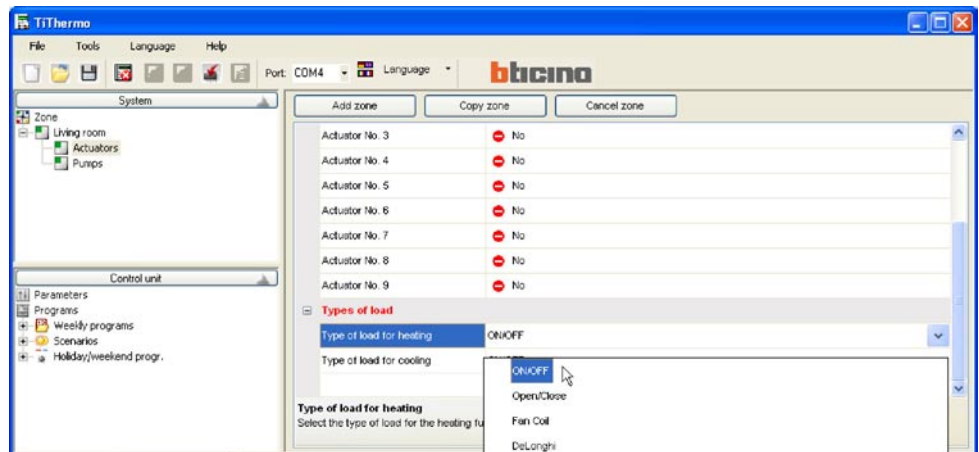 TiThermo
File Tools Language Help
Port: COM4 Language bticino
System
Zone
Living room
Actuators
Pumps
Control unit
Parameters
Programs
Weekly programs
Scenarios
Holiday/weekend progr.
Add zone Copy zone Cancel zone
Actuator No. 3 No
Actuator No. 4 No
Actuator No. 5 No
Actuator No. 6 No
Actuator No. 7 No
Actuator No. 8 No
Actuator No. 9 No
Types of load
Type of load for heating ON/OFF
Type of load for cooling
ON/OFF
Open/Close
Fan Coil
DeLonghi
Type of load for heating
Select the type of load for the heating fu